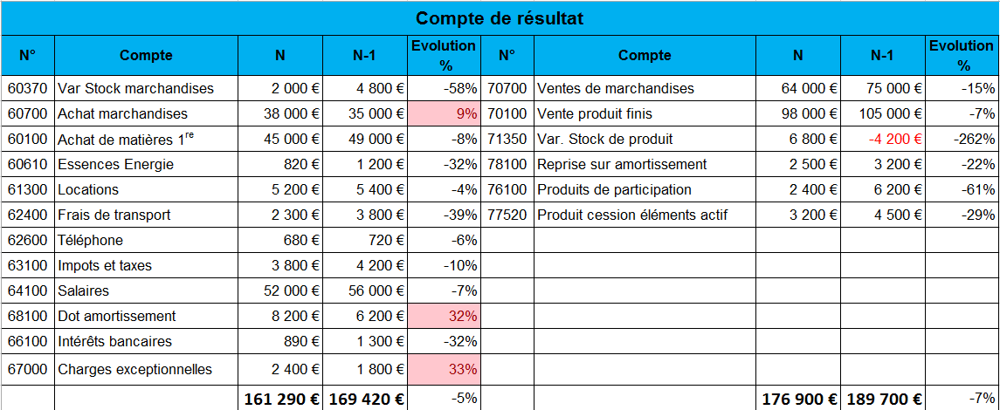 Compte de résultat
N° Compte N N-1 Evolution % N° Compte N N-1 Evolution %
60370 Var Stock marchandises 2 000 € 4 800 € -58% 70700 Ventes de marchandises 64 000 € 75 000 € -15%
60700 Achat marchandises 38 000 € 35 000 € 9% 70100 Vente produit finis 98 000 € 105 000 € -7%
60100 Achat de matières 1re 45 000 € 49 000 € -8% 71350 Var. Stock de produit 6 800 € -4 200 € -262%
60610 Essences Energie 820 € 1 200 € -32% 78100 Reprise sur amortissement 2 500 € 3 200 € -22%
61300 Locations 5 200 € 5 400 € -4% 76100 Produits de participation 2 400 € 6 200 € -61%
62400 Frais de transport 2 300 € 3 800 € -39% 77520 Produit cession éléments actif 3 200 € 4 500 € -29%
62600 Téléphone 680 € 720 € -6%
63100 Impots et taxes 3 800 € 4 200 € -10%
64100 Salaires 52 000 € 56 000 € -7%
68100 Dot amortissement 8 200 € 6 200 € 32%
66100 Intérêts bancaires 890 € 1 300 € -32%
67000 Charges exceptionnelles 2 400 € 1 800 € 33%
161 290 € 169 420 € -5% 176 900 € 189 700 € -7%